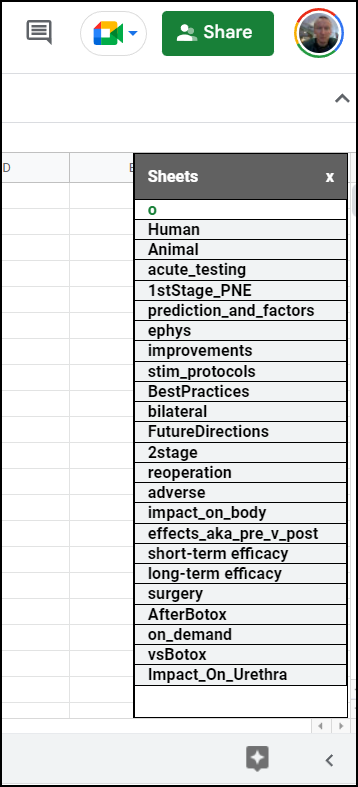 Share
D
E
Sheets x
o
Human
Animal
acute_testing
1stStage_PNE
prediction_and_factors
ephys
improvements
stim_protocols
BestPractices
bilateral
FutureDirections
2stage
reoperation
adverse
impact_on_body
effects_aka_pre_v_post
short-term efficacy
long-term efficacy
surgery
AfterBotox
on_demand
vsBotox
Impact_On_Urethra